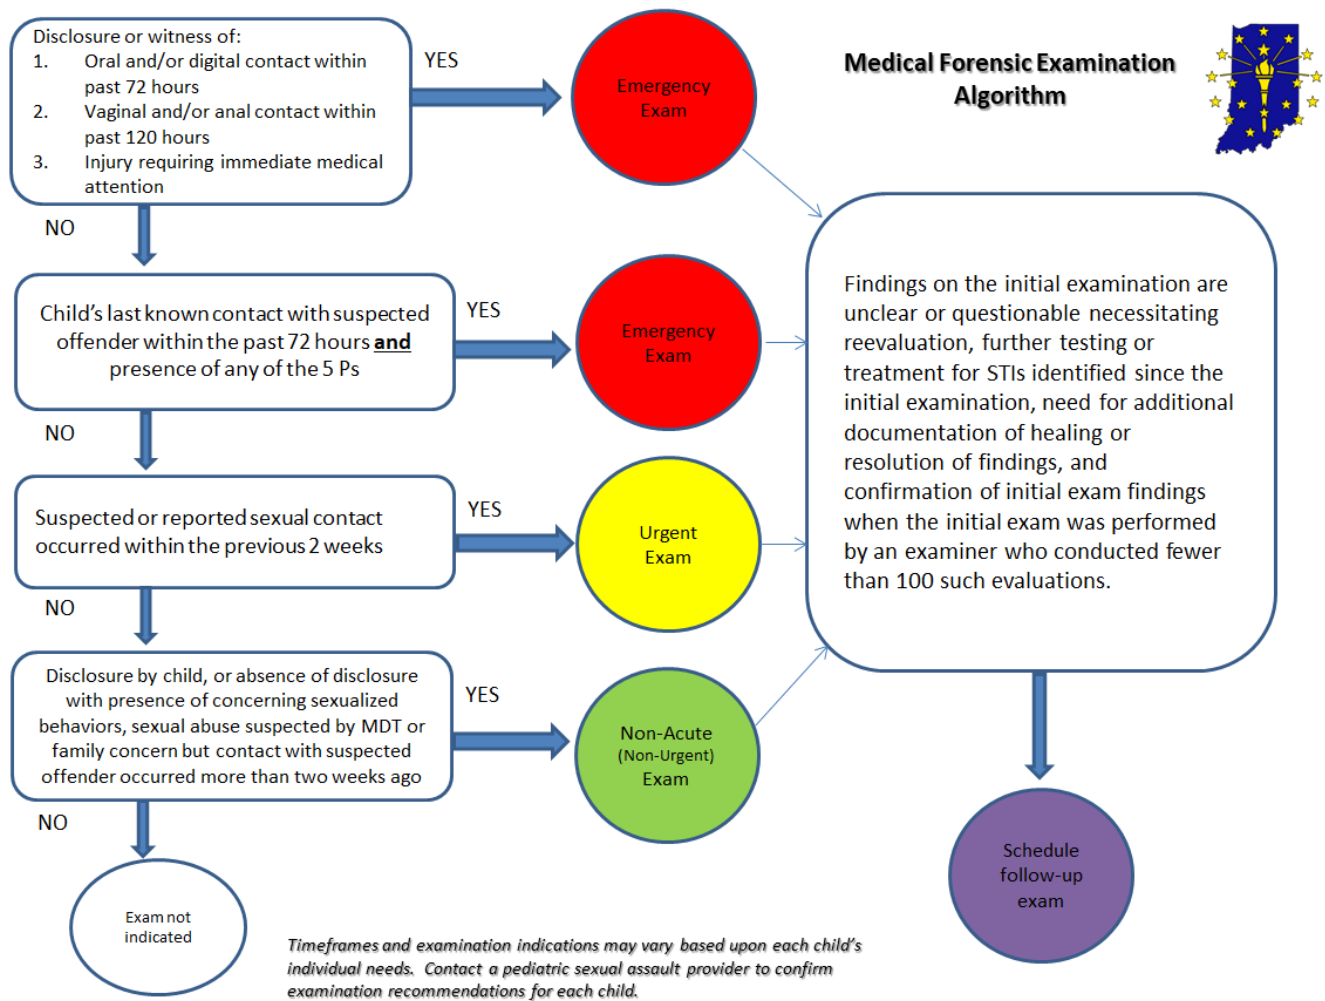 Disclosure or witness of:
1. Oral and/or digital contact within
past 72 hours
2. Vaginal and/or anal contact within
past 120 hours
3. Injury requiring immediate medical
attention
YES
Emergency
Exam
Medical Forensic Examination
Algorithm
NO
Child's last known contact with suspected
offender within the past 72 hours and
presence of any of the 5 Ps
YES
Emergency
Exam
Findings on the initial examination are
unclear or questionable necessitating
reevaluation, further testing or
treatment for STIs identified since the
initial examination, need for additional
documentation of healing or
resolution of findings, and
confirmation of initial exam findings
when the initial exam was performed
by an examiner who conducted fewer
than 100 such evaluations.
NO
Suspected or reported sexual contact
occurred within the previous 2 weeks
YES
Urgent
Exam
NO
Disclosure by child, or absence of disclosure
with presence of concerning sexualized
behaviors, sexual abuse suspected by MDT or
family concern but contact with suspected
offender occurred more than two weeks ago
YES
Non-Acute
(Non-Urgent)
Exam
NO
Exam not
indicated
Schedule
follow-up
exam
Timeframes and examination indications may vary based upon each child's
individual needs. Contact a pediatric sexual assault provider to confirm
examination recommendations for each child.